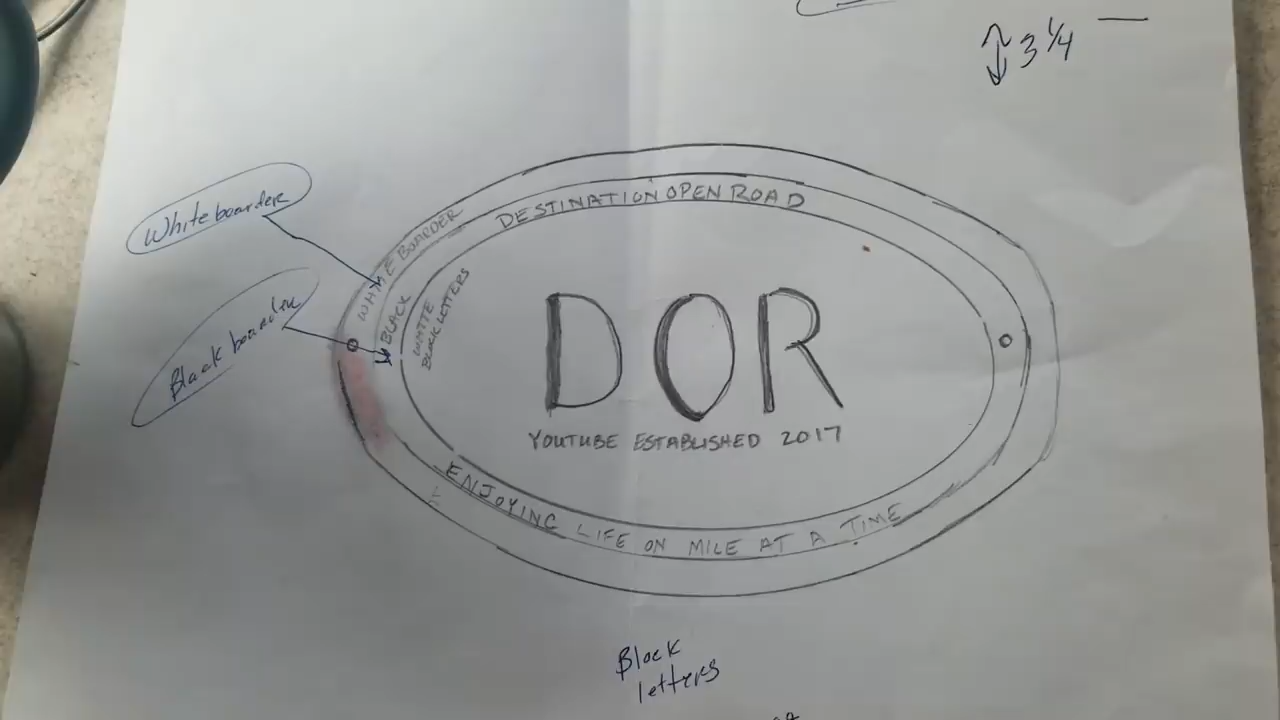 3 1/4
White boarder
DESTINATION OPEN ROAD
WHITE BOARDER
BLACK
WHITE
BLOCK LETTERS
Black boarder
DOR
YOUTUBE ESTABLISHED 2017
ENJOYING LIFE ON MILE AT A TIME
Block
letters